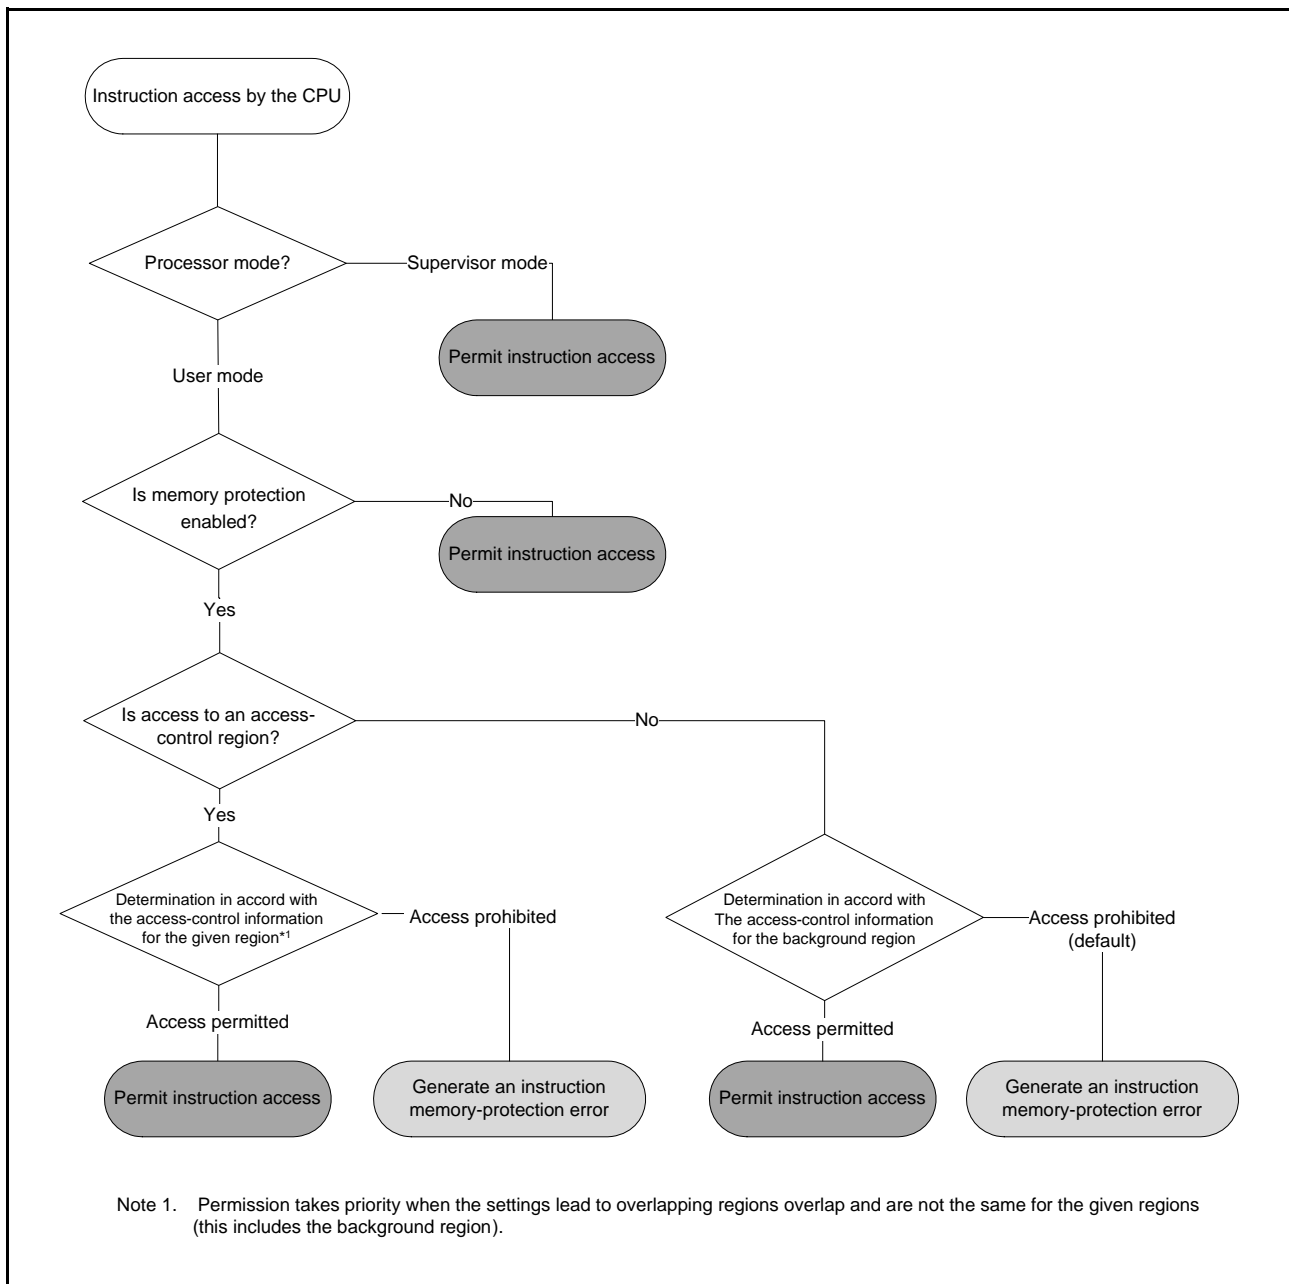 Instruction access by the CPU
Processor mode?
Supervisor mode
Permit instruction access
User mode
Is memory protection
enabled?
No
Permit instruction access
Yes
Is access to an access-
control region?
No
Yes
Determination in accord with
the access-control information
for the given region*1
Access prohibited
Determination in accord with
The access-control information
for the background region
Access prohibited
(default)
Access permitted
Access permitted
Permit instruction access
Generate an instruction
memory-protection error
Permit instruction access
Generate an instruction
memory-protection error
Note 1. Permission takes priority when the settings lead to overlapping regions overlap and are not the same for the given regions
(this includes the background region).